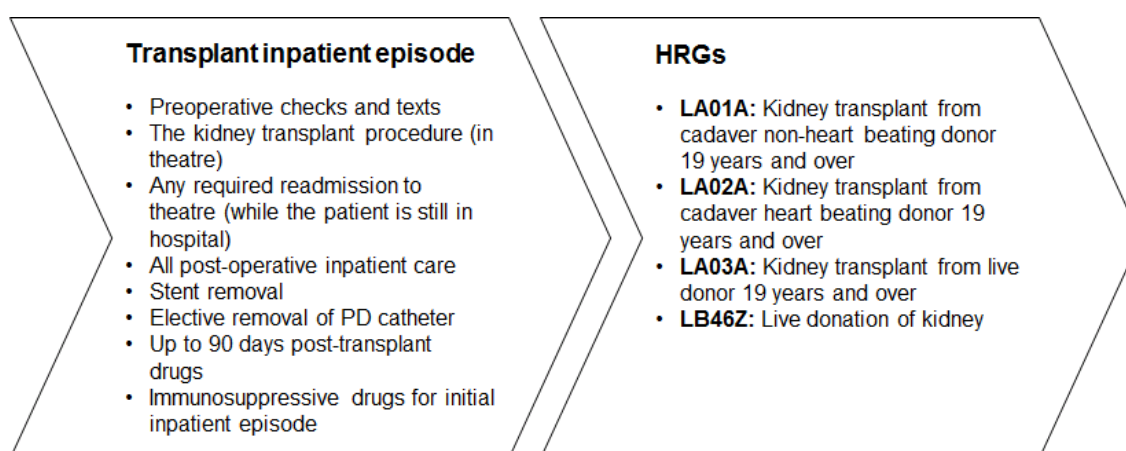 Transplant inpatient episode
• Preoperative checks and texts
• The kidney transplant procedure (in
theatre)
• Any required readmission to
theatre (while the patient is still in
hospital)
• All post-operative inpatient care
• Stent removal
• Elective removal of PD catheter
• Up to 90 days post-transplant
drugs
• Immunosuppressive drugs for initial
inpatient episode
HRGs
• LA01A: Kidney transplant from
cadaver non-heart beating donor
19 years and over
• LA02A: Kidney transplant from
cadaver heart beating donor 19
years and over
• LA03A: Kidney transplant from live
donor 19 years and over
• LB46Z: Live donation of kidney